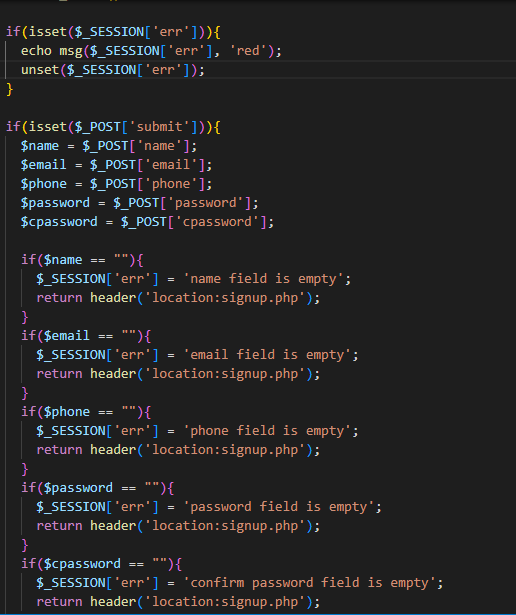 if(isset($_SESSION['err'])){
  echo msg($_SESSION['err'], 'red');
  unset($_SESSION['err']);
}

if(isset($_POST['submit'])){
  $name = $_POST['name'];
  $email = $_POST['email'];
  $phone = $_POST['phone'];
  $password = $_POST['password'];
  $cpassword = $_POST['cpassword'];

  if($name == ""){
    $_SESSION['err'] = 'name field is empty';
    return header('location:signup.php');
  }
  if($email == ""){
    $_SESSION['err'] = 'email field is empty';
    return header('location:signup.php');
  }
  if($phone == ""){
    $_SESSION['err'] = 'phone field is empty';
    return header('location:signup.php');
  }
  if($password == ""){
    $_SESSION['err'] = 'password field is empty';
    return header('location:signup.php');
  }
  if($cpassword == ""){
    $_SESSION['err'] = 'confirm password field is empty';
    return header('location:signup.php');